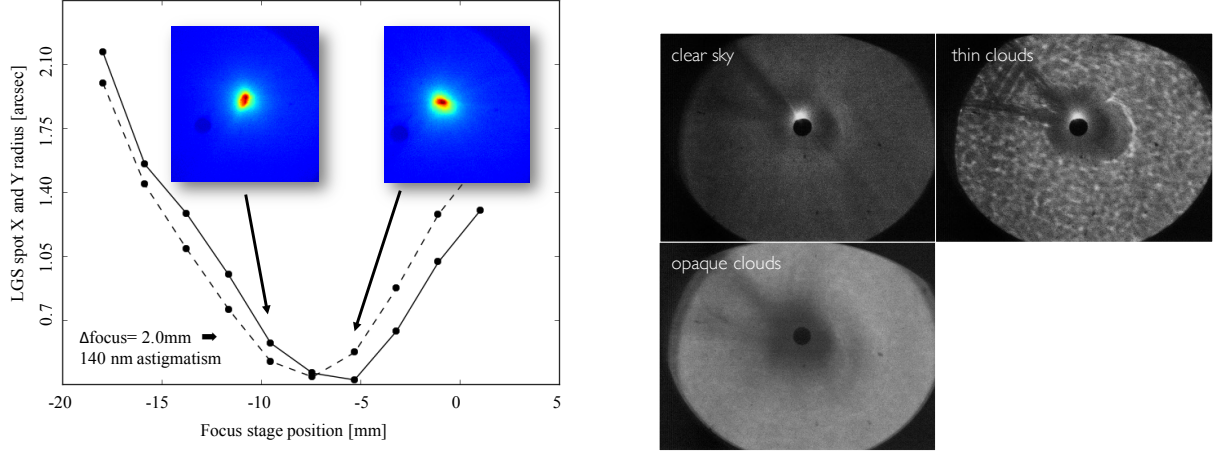 LGS spot X and Y radius [arcsec]
2.10
1.75
1.40
1.05
0.7
Δfocus= 2.0mm
140 nm astigmatism
-20 -15 -10 -5 0 5
Focus stage position [mm]
clear sky
thin clouds
opaque clouds